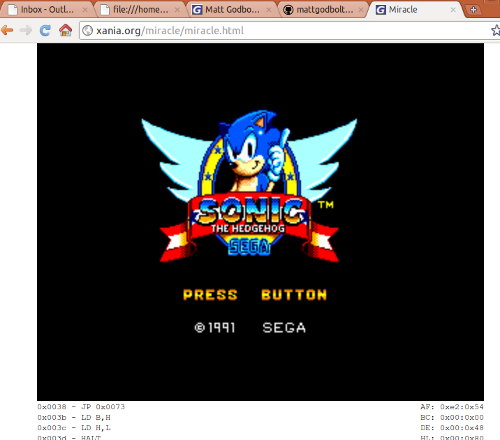 Inbox - Outl
file:///home...
Matt Godbo...
mattgodbolt...
Miracle
xania.org/miracle/miracle.html
SONIC
TM
THE HEDGEHOG
SEGA
PRESS BUTTON
©1991 SEGA
0x0038 - JP 0x0073 AF: 0xe2:0x54
0x003b - LD B,H BC: 0x00:0x00
0x003c - LD H,L DE: 0x00:0x48
0x003d - HALT HL: 0x00:0x80